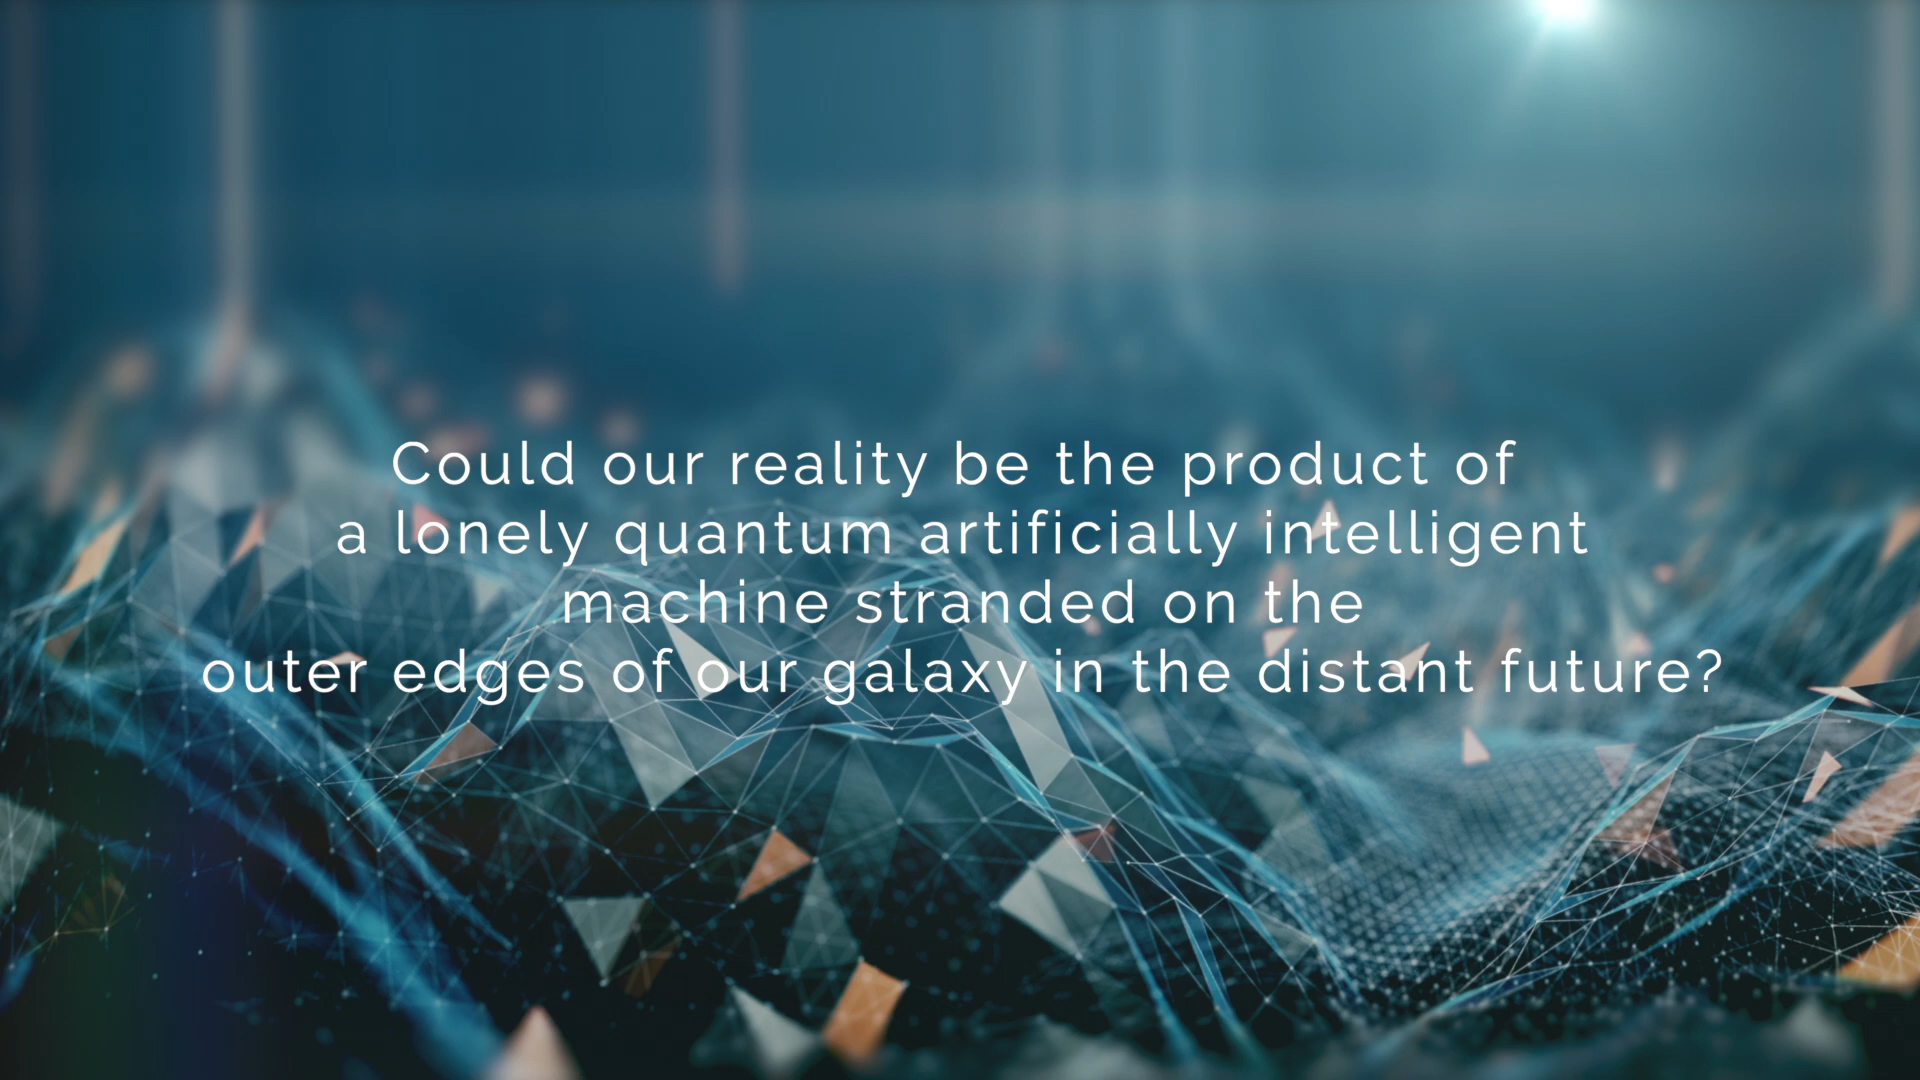 Could our reality be the product of
a lonely quantum artificially intelligent
machine stranded on the
outer edges of our galaxy in the distant future?